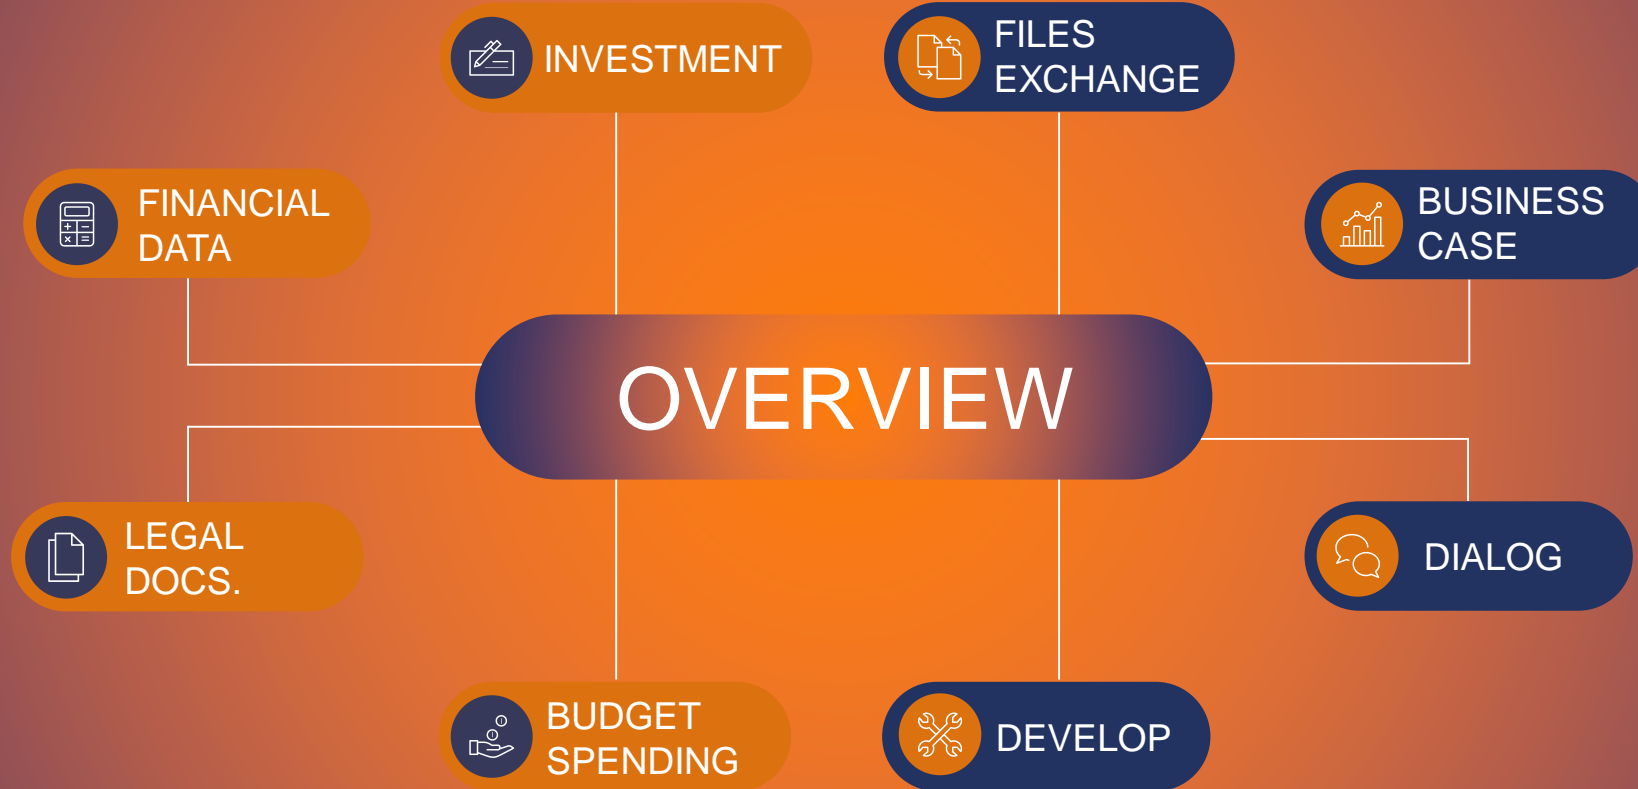 INVESTMENT
FILES
EXCHANGE
FINANCIAL
DATA
BUSINESS
CASE
OVERVIEW
LEGAL
DOCS.
DIALOG
BUDGET
SPENDING
DEVELOP